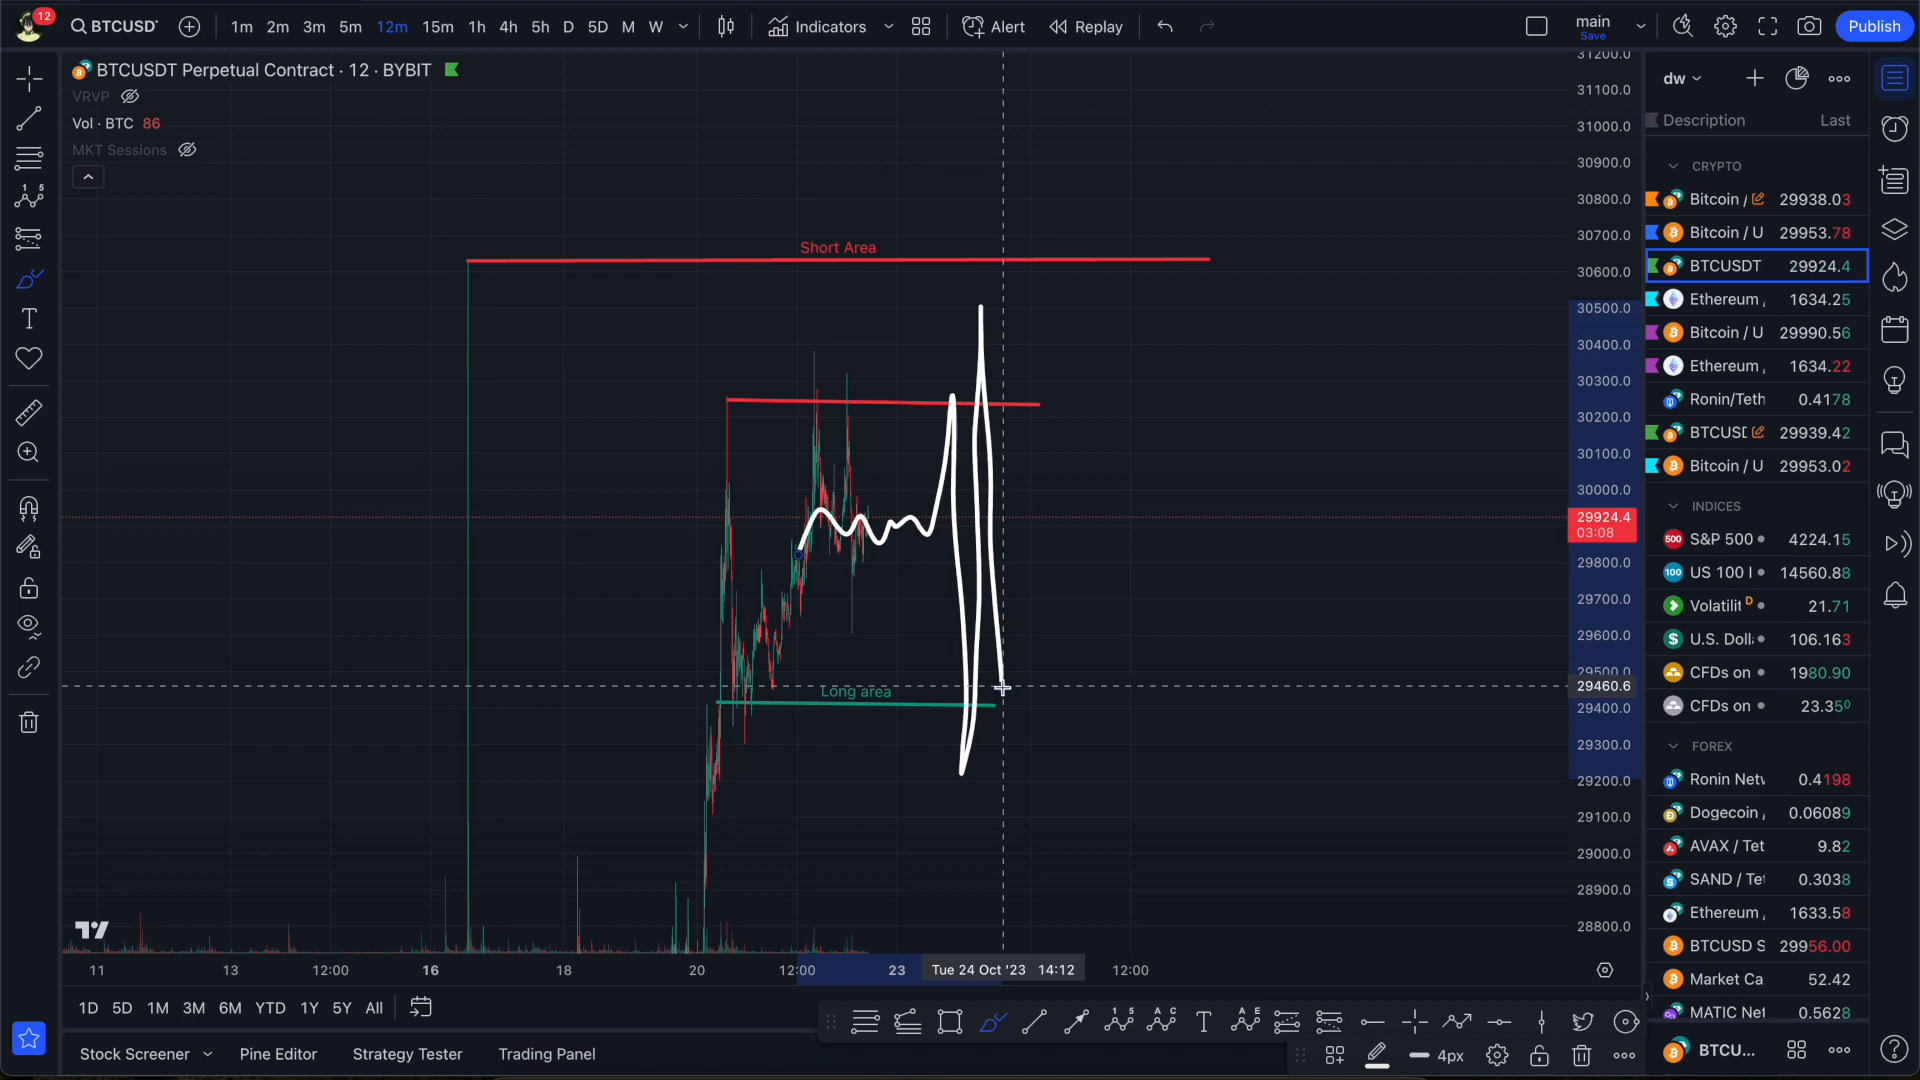 12
BTCUSDT
1m 2m 3m 5m 12m 15m 1h 4h 5h D 5D M W
Indicators
Alert
Replay
main
Save
Publish
BTCUSDT Perpetual Contract · 12 · BYBIT
VRVP
Vol · BTC 86
MKT Sessions
Short Area
Long area
31200.0
31100.0
31000.0
30900.0
30800.0
30700.0
30600.0
30500.0
30400.0
30300.0
30200.0
30100.0
30000.0
29924.4
03:08
29800.0
29700.0
29600.0
29500.0
29460.6
29400.0
29300.0
29200.0
29100.0
29000.0
28900.0
28800.0
11 13 12:00 16 18 20 12:00 23 Tue 24 Oct '23 14:12 12:00
1D 5D 1M 3M 6M YTD 1Y 5Y All
Stock Screener Pine Editor Strategy Tester Trading Panel
4px
dw
Description Last
CRYPTO
Bitcoin / 29938.03
Bitcoin / U 29953.78
BTCUSDT 29924.4
Ethereum 1634.25
Bitcoin / U 29990.56
Ethereum 1634.22
Ronin/Teth 0.4178
BTCUSD 29939.42
Bitcoin / U 29953.02
INDICES
500 S&P 500 4224.15
100 US 100 I 14560.88
Volatilit D 21.71
U.S. Doll 106.163
CFDs on 1980.90
CFDs on 23.350
FOREX
Ronin Netw 0.4198
Dogecoin 0.06089
AVAX / Tet 9.82
SAND / Te 0.3038
Ethereum 1633.58
BTCUSD S 29956.00
Market Ca 52.42
MATIC Net 0.5628
BTCU...